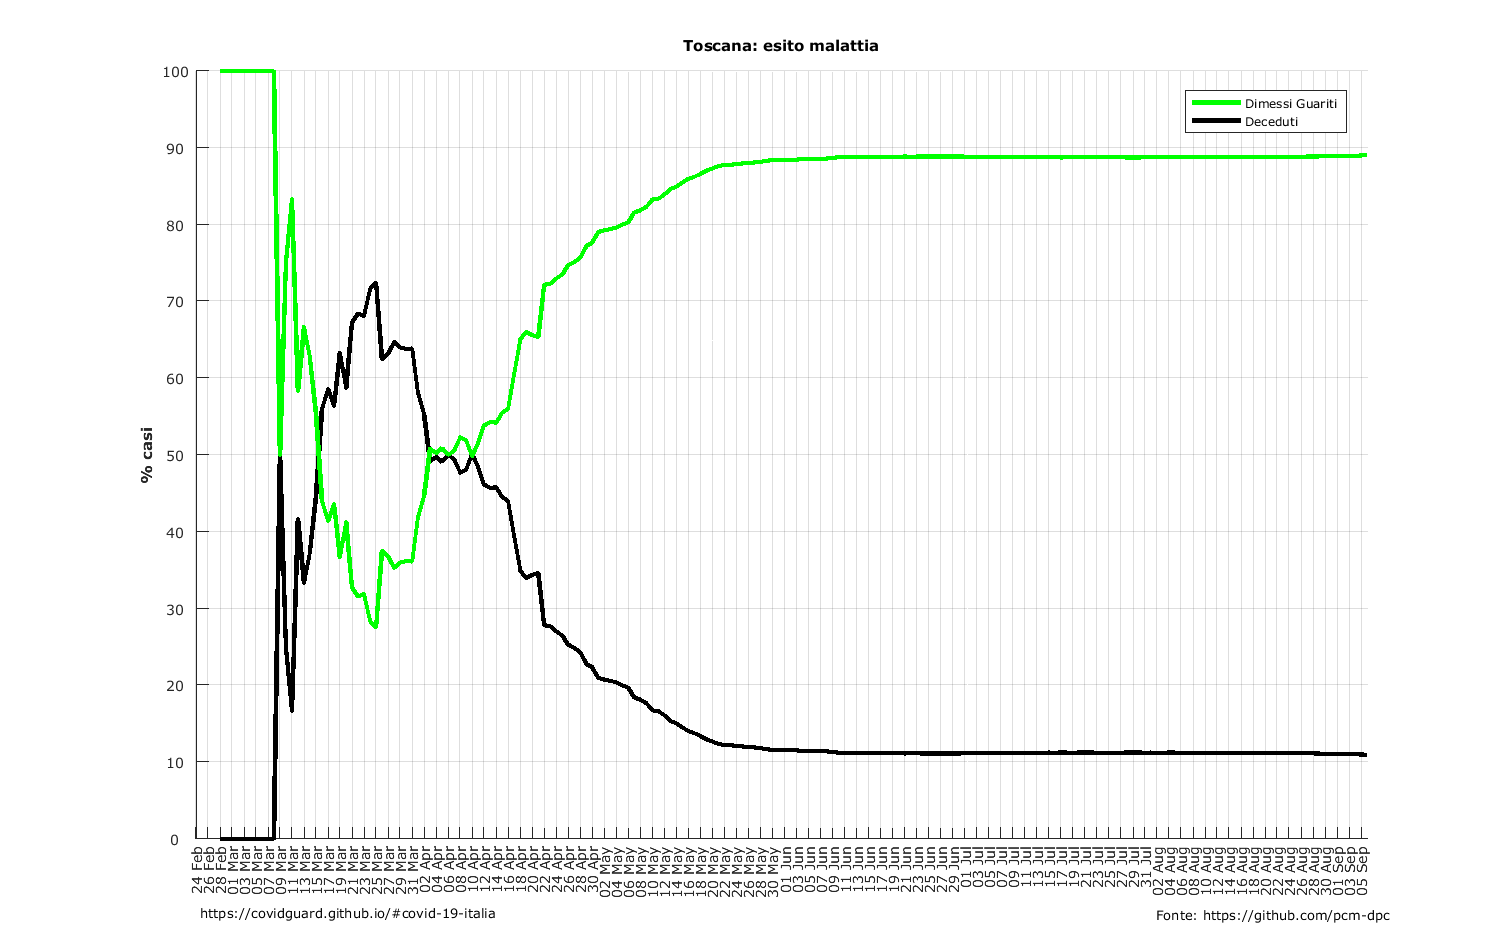 Toscana: esito malattia
100
90
80
70
60
50
40
30
20
10
0
% casi
Dimessi Guariti
Deceduti
24 Feb
26 Feb
28 Feb
01 Mar
03 Mar
05 Mar
07 Mar
09 Mar
11 Mar
13 Mar
15 Mar
17 Mar
19 Mar
21 Mar
23 Mar
25 Mar
27 Mar
29 Mar
31 Mar
02 Apr
04 Apr
06 Apr
08 Apr
10 Apr
12 Apr
14 Apr
16 Apr
18 Apr
20 Apr
22 Apr
24 Apr
26 Apr
28 Apr
30 Apr
02 May
04 May
06 May
08 May
10 May
12 May
14 May
16 May
18 May
20 May
22 May
24 May
26 May
28 May
30 May
01 Jun
03 Jun
05 Jun
07 Jun
09 Jun
11 Jun
13 Jun
15 Jun
17 Jun
19 Jun
21 Jun
23 Jun
25 Jun
27 Jun
29 Jun
01 Jul
03 Jul
05 Jul
07 Jul
09 Jul
11 Jul
13 Jul
15 Jul
17 Jul
19 Jul
21 Jul
23 Jul
25 Jul
27 Jul
29 Jul
31 Jul
02 Aug
04 Aug
06 Aug
08 Aug
10 Aug
12 Aug
14 Aug
16 Aug
18 Aug
20 Aug
22 Aug
24 Aug
26 Aug
28 Aug
30 Aug
01 Sep
03 Sep
05 Sep
https://covidguard.github.io/#covid-19-italia
Fonte: https://github.com/pcm-dpc